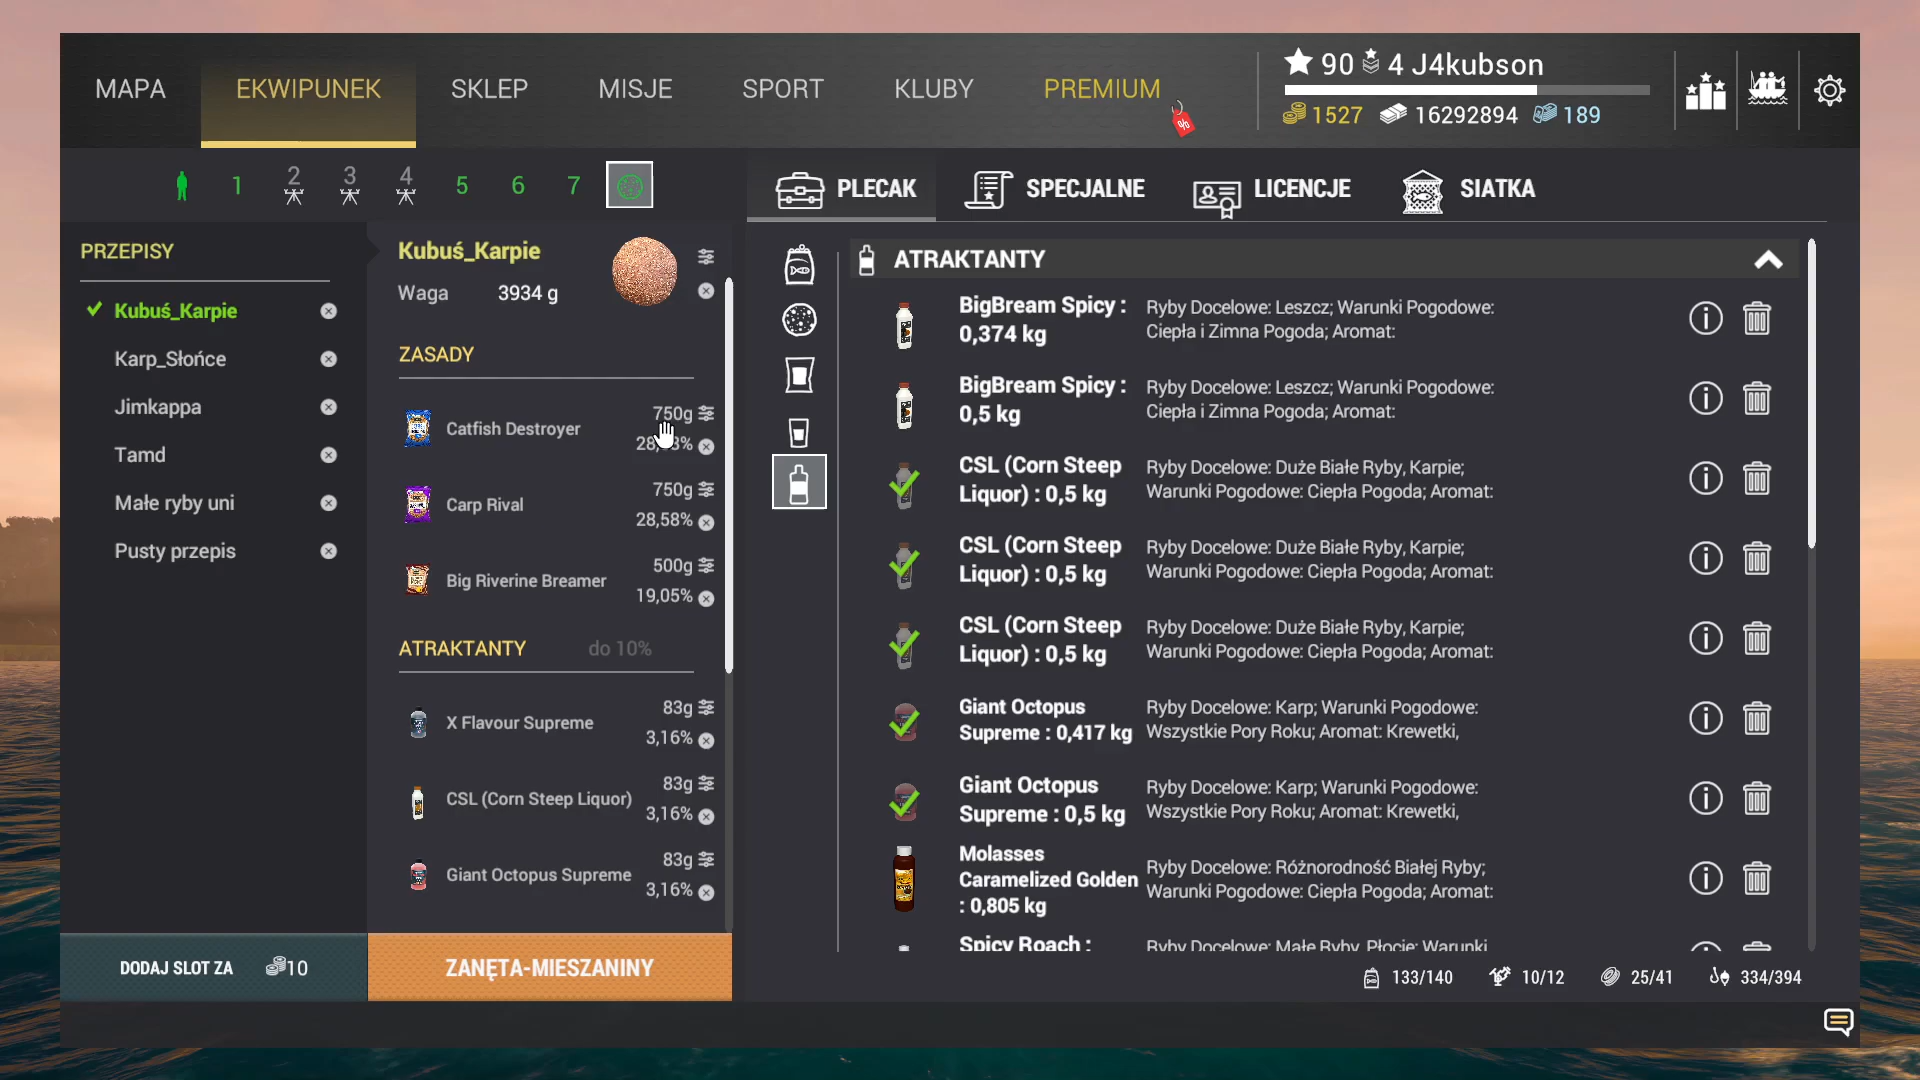 MAPA
EKWIPUNEK
SKLEP
MISJE
SPORT
KLUBY
PREMIUM
%
90 4 J4kubson
1527 16292894 189
1 2 3 4 5 6 7
PLECAK
SPECJALNE
LICENCJE
SIATKA
PRZEPISY
Kubuś_Karpie
Karp_Słońce
Jimkappa
Tamd
Małe ryby uni
Pusty przepis
DODAJ SLOT ZA 10
Kubuś_Karpie
Waga 3934 g
ZASADY
750g
Catfish Destroyer
750g
Carp Rival
28,58%
500g
Big Riverine Breamer
19,05%
ATRAKTANTY do 10%
83g
X Flavour Supreme
3,16%
83g
CSL (Corn Steep Liquor)
3,16%
83g
Giant Octopus Supreme
3,16%
ZANĘTA-MIESZANINY
ATRAKTANTY
BigBream Spicy :
0,374 kg
Ryby Docelowe: Leszcz; Warunki Pogodowe:
Ciepła i Zimna Pogoda; Aromat:
BigBream Spicy :
0,5 kg
Ryby Docelowe: Leszcz; Warunki Pogodowe:
Ciepła i Zimna Pogoda; Aromat:
CSL (Corn Steep
Liquor) : 0,5 kg
Ryby Docelowe: Duże Białe Ryby, Karpie;
Warunki Pogodowe: Ciepła Pogoda; Aromat:
CSL (Corn Steep
Liquor) : 0,5 kg
Ryby Docelowe: Duże Białe Ryby, Karpie;
Warunki Pogodowe: Ciepła Pogoda; Aromat:
CSL (Corn Steep
Liquor) : 0,5 kg
Ryby Docelowe: Duże Białe Ryby, Karpie;
Warunki Pogodowe: Ciepła Pogoda; Aromat:
Giant Octopus
Supreme : 0,417 kg
Ryby Docelowe: Karp; Warunki Pogodowe:
Wszystkie Pory Roku; Aromat: Krewetki,
Giant Octopus
Supreme : 0,5 kg
Ryby Docelowe: Karp; Warunki Pogodowe:
Wszystkie Pory Roku; Aromat: Krewetki,
Molasses
Caramelized Golden
: 0,805 kg
Ryby Docelowe: Różnorodność Białej Ryby;
Warunki Pogodowe: Ciepła Pogoda; Aromat:
Spicy Roach :
Ryby Docelowe: Małe Ryby, Płocie; Warunki
133/140 10/12 25/41 334/394